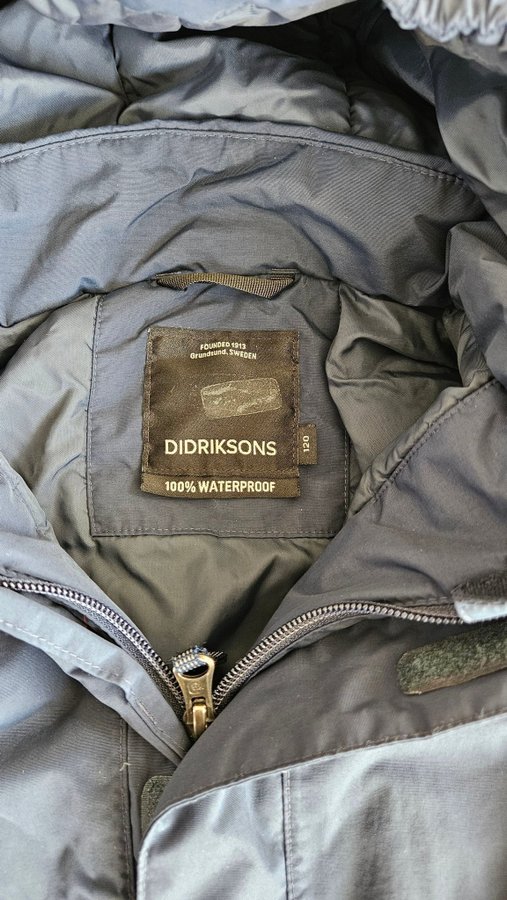 FOUNDED 1913
Grundsund, SWEDEN
DIDRIKSONS
120
100% WATERPROOF